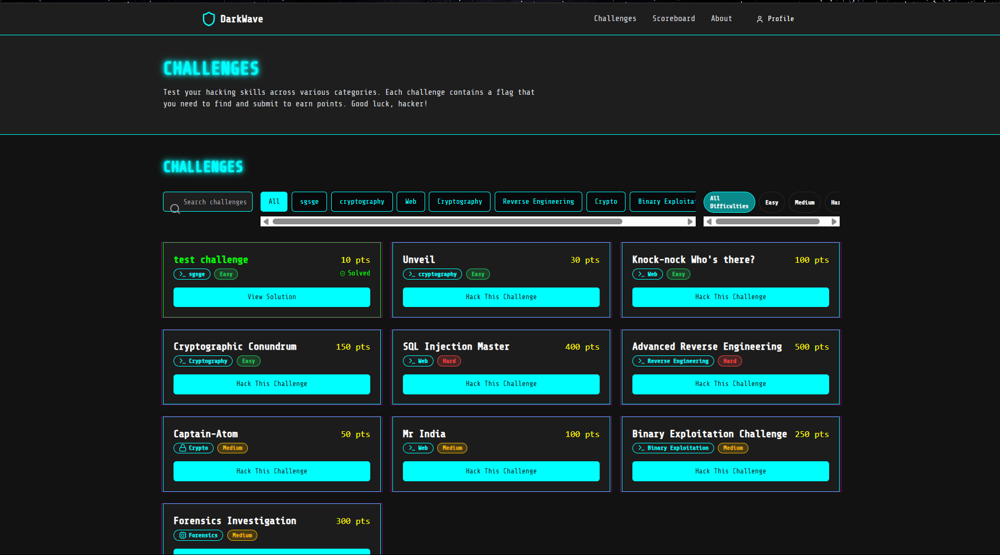 DarkWave
Challenges
Scoreboard
About
Profile
CHALLENGES
Test your hacking skills across various categories. Each challenge contains a flag that
you need to find and submit to earn points. Good luck, hacker!
CHALLENGES
Search challenges
All
sgsge
cryptography
Web
Cryptography
Reverse Engineering
Crypto
Binary Exploitat
All
Difficulties
Easy
Medium
Har
test challenge
10 pts
>_ sgsge
Easy
Solved
View Solution
Unveil
30 pts
>_ cryptography
Easy
Hack This Challenge
Knock-nock Who's there?
100 pts
>_ Web
Easy
Hack This Challenge
Cryptographic Conundrum
150 pts
>_ Cryptography
Easy
Hack This Challenge
SQL Injection Master
400 pts
>_ Web
Hard
Hack This Challenge
Advanced Reverse Engineering
500 pts
>_ Reverse Engineering
Hard
Hack This Challenge
Captain-Atom
50 pts
Crypto
Medium
Hack This Challenge
Mr India
100 pts
>_ Web
Medium
Hack This Challenge
Binary Exploitation Challenge
250 pts
>_ Binary Exploitation
Medium
Hack This Challenge
Forensics Investigation
300 pts
Forensics
Medium